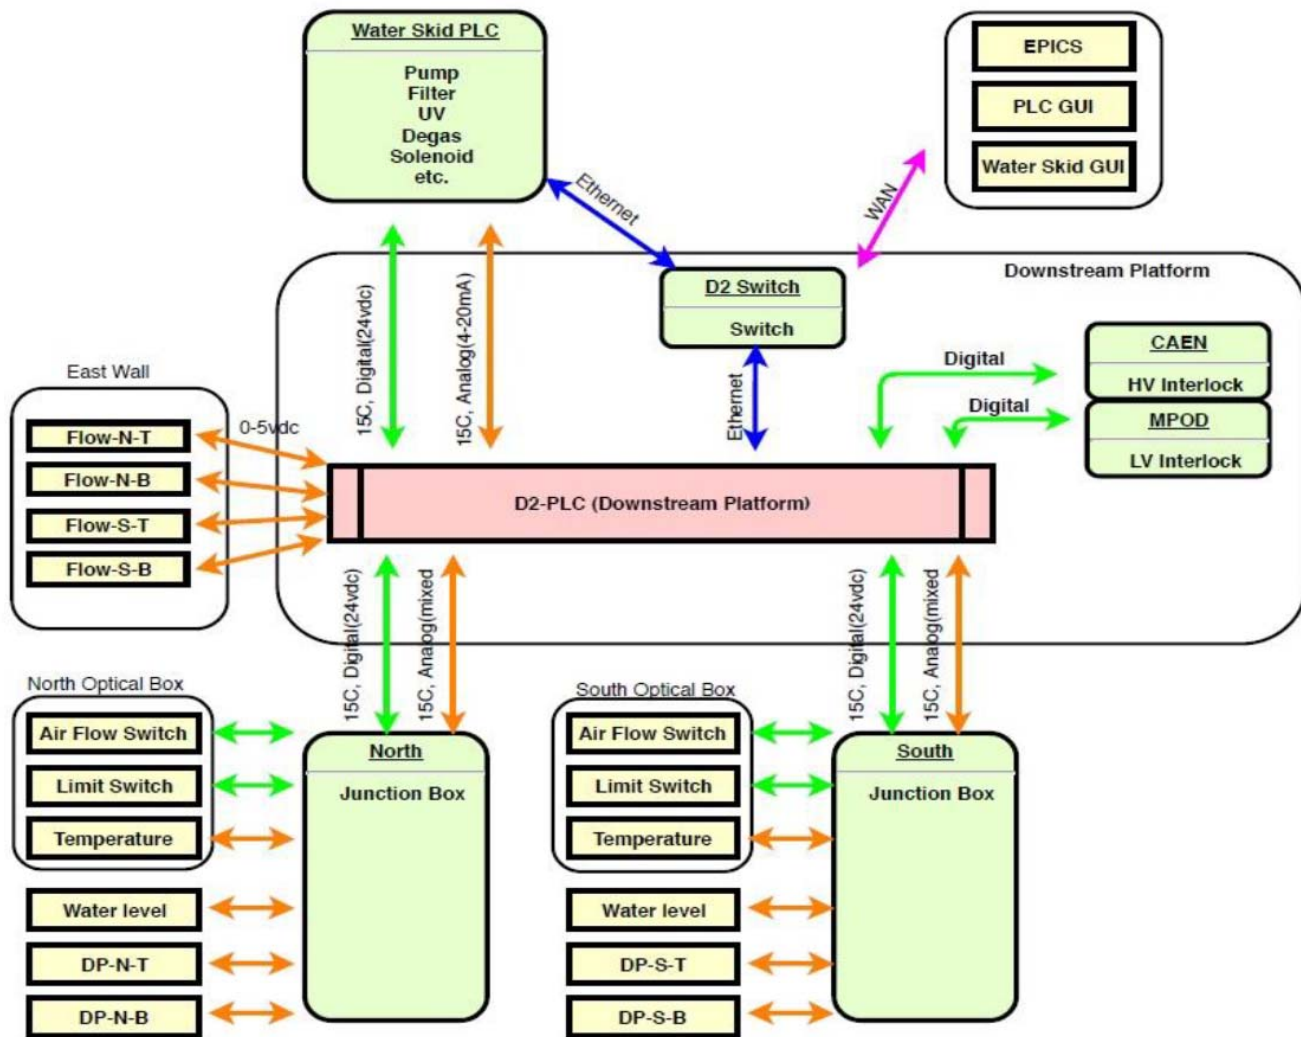 Water Skid PLC
Pump
Filter
UV
Degas
Solenoid
etc.
EPICS
PLC GUI
Water Skid GUI
Ethernet
WAN
Downstream Platform
D2 Switch
Switch
15C, Digital(24vdc)
15C, Analog(4-20mA)
Ethernet
Digital
Digital
CAEN
HV Interlock
MPOD
LV Interlock
East Wall
0-5vdc
Flow-N-T
Flow-N-B
Flow-S-T
Flow-S-B
D2-PLC (Downstream Platform)
15C, Digital(24vdc)
15C, Analog(mixed
15C, Digital(24vdc)
15C, Analog(mixed
North Optical Box
Air Flow Switch
Limit Switch
Temperature
Water level
DP-N-T
DP-N-B
North
Junction Box
South Optical Box
Air Flow Switch
Limit Switch
Temperature
Water level
DP-S-T
DP-S-B
South
Junction Box